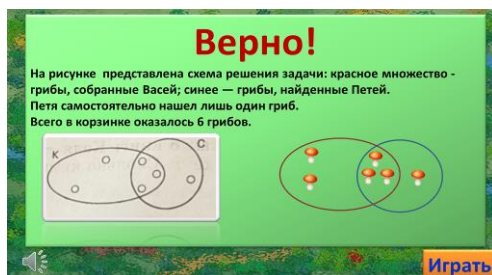 Верно!
На рисунке представлена схема решения задачи: красное множество -
грибы, собранные Васей; синее — грибы, найденные Петей.
Петя самостоятельно нашел лишь один гриб.
Всего в корзинке оказалось 6 грибов.
К
С
Играть